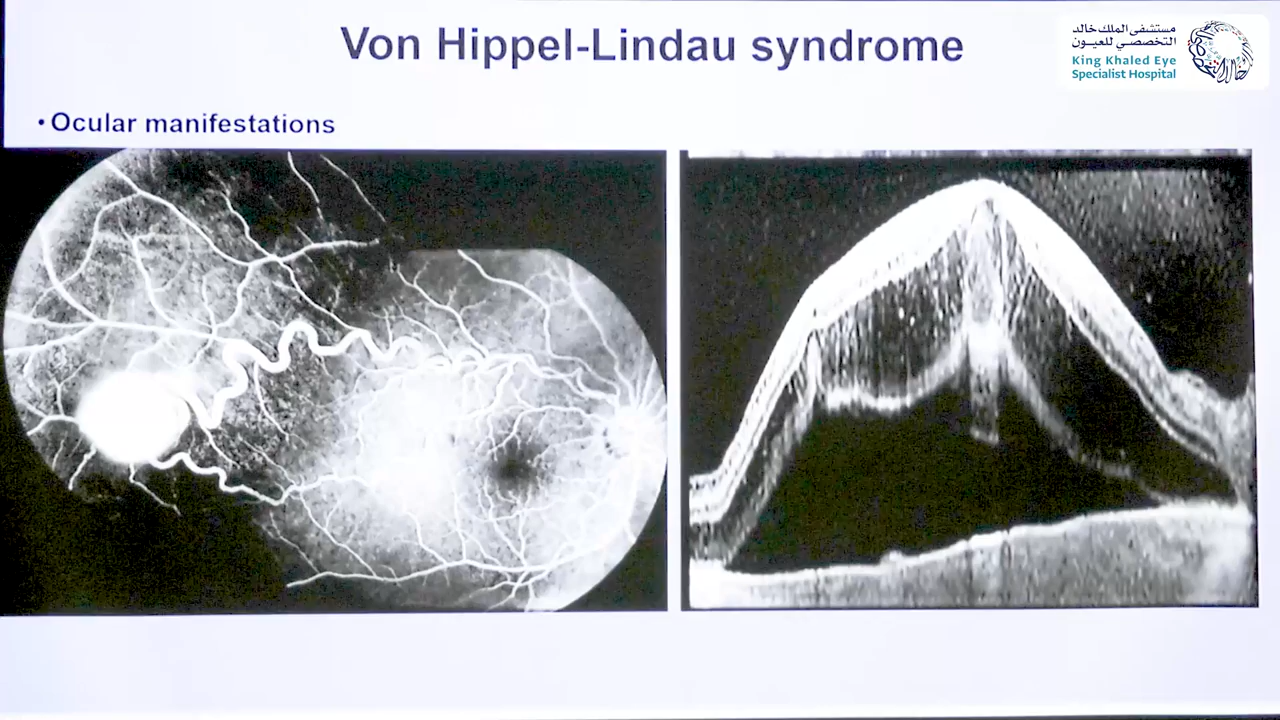 Von Hippel-Lindau syndrome
مستشفى الملك خالد
التخصصي للعيون
King Khaled Eye
Specialist Hospital
• Ocular manifestations